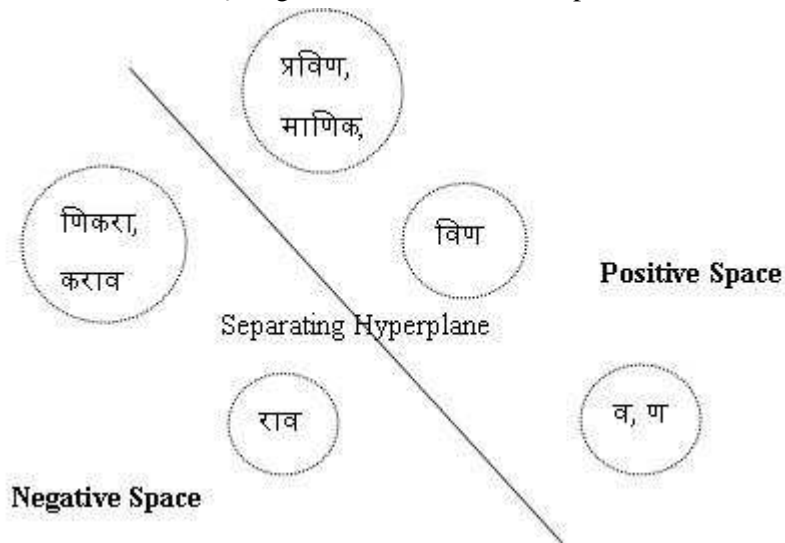 प्रविण,
माणिक,
णिकरा,
कराव
विण
Positive Space
Separating Hyperplane
राव
व, ण
Negative Space